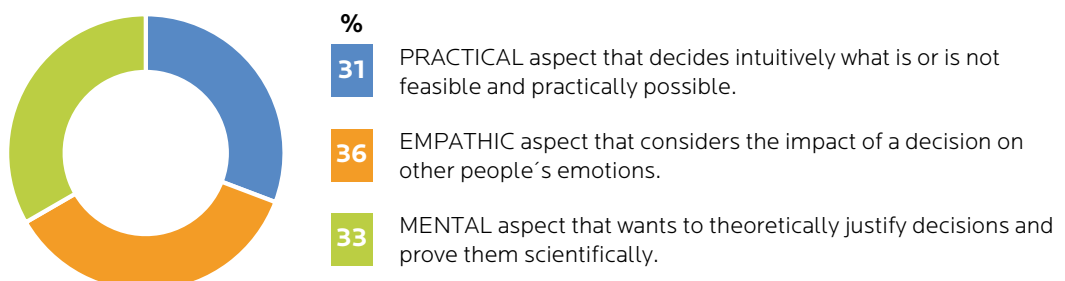 %
31 PRACTICAL aspect that decides intuitively what is or is not
feasible and practically possible.
36 EMPATHIC aspect that considers the impact of a decision on
other people´s emotions.
33 MENTAL aspect that wants to theoretically justify decisions and
prove them scientifically.